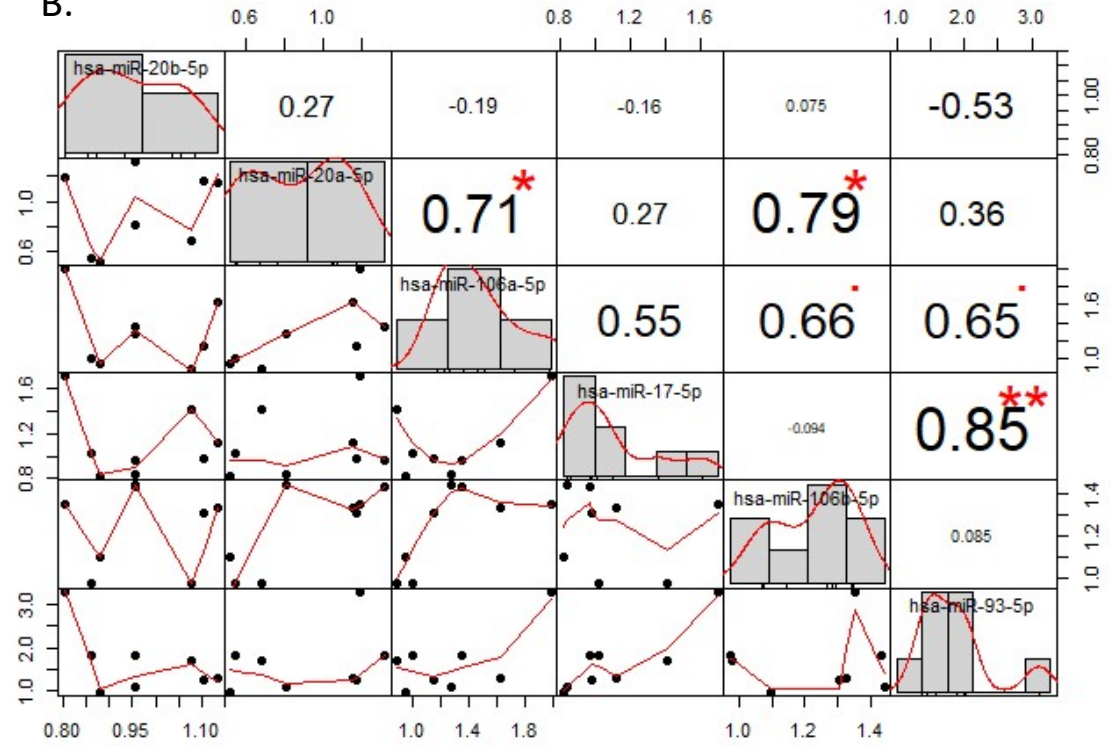 B.
0.6 1.0 0.8 1.2 1.6 1.0 2.0 3.0
hsa-miR-20b-5p 0.27 -0.19 -0.16 0.075 -0.53 0.80 1.00
0.6 1.0 hsa-miR-20a-5p 0.71 * 0.27 0.79 * 0.36
hsa-miR-106a-5p 0.55 0.66 . 0.65 . 1.0 1.6
0.8 1.2 1.6 hsa-miR-17-5p -0.094 0.85 **
hsa-miR-106b-5p 0.085 1.0 1.2 1.4
1.0 2.0 3.0 hsa-miR-93-5p
0.80 0.95 1.10 1.0 1.4 1.8 1.0 1.2 1.4